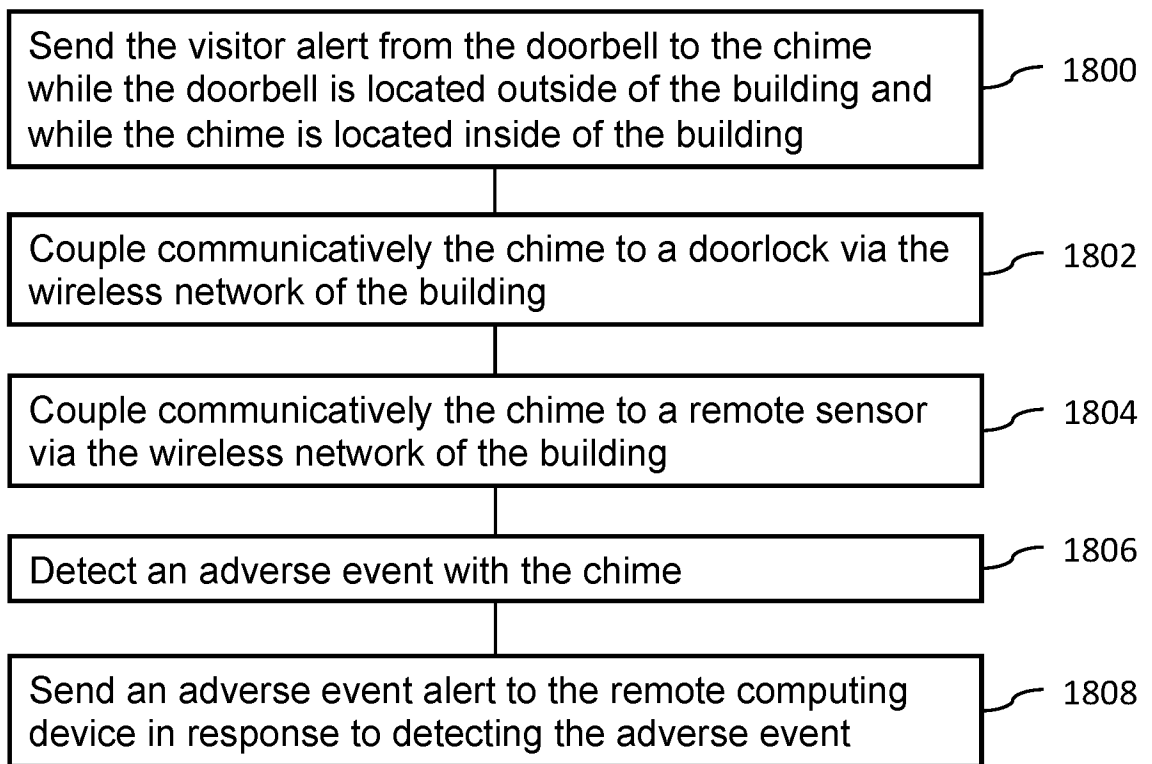 Send the visitor alert from the doorbell to the chime
while the doorbell is located outside of the building and
while the chime is located inside of the building
1800
Couple communicatively the chime to a doorlock via the
wireless network of the building
1802
Couple communicatively the chime to a remote sensor
via the wireless network of the building
1804
Detect an adverse event with the chime
1806
Send an adverse event alert to the remote computing
device in response to detecting the adverse event
1808